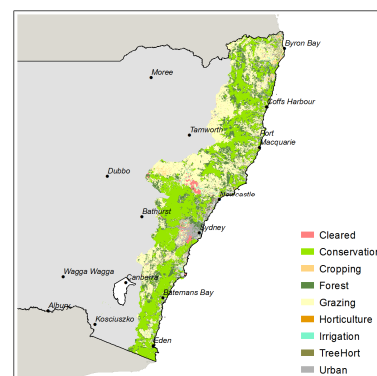 Byron Bay
Moree
Coffs Harbour
Tamworth
Port
Macquarie
Dubbo
Newcastle
Bathurst
Sydney
Wagga Wagga
Canberra
Batemans Bay
Albury
Kosciuszko
Eden
Cleared
Conservation
Cropping
Forest
Grazing
Horticulture
Irrigation
TreeHort
Urban